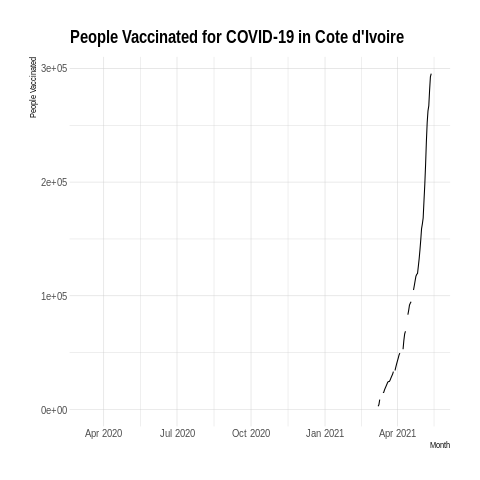 People Vaccinated for COVID-19 in Cote d'Ivoire
People Vaccinated
3e+05
2e+05
1e+05
0e+00
Apr 2020 Jul 2020 Oct 2020 Jan 2021 Apr 2021
Month